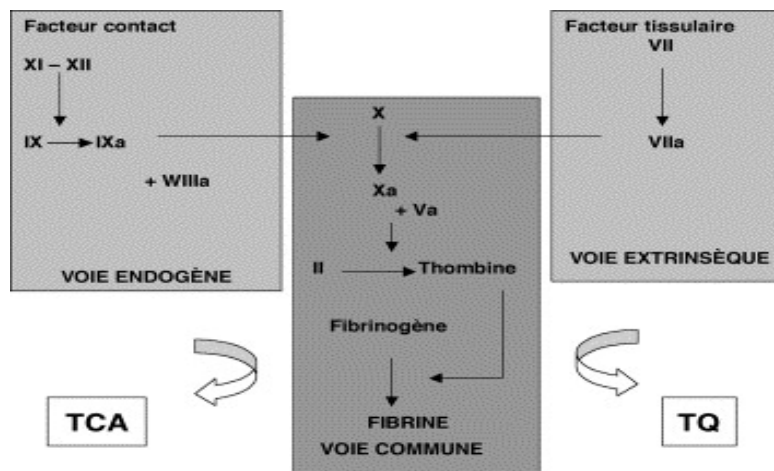 Facteur contact
XI – XII
IX
IXa
+ WIIIa
VOIE ENDOGÈNE
X
Xa
+ Va
II
Thombine
Fibrinogène
FIBRINE
VOIE COMMUNE
Facteur tissulaire
VII
VIIa
VOIE EXTRINSÈQUE
TCA
TQ